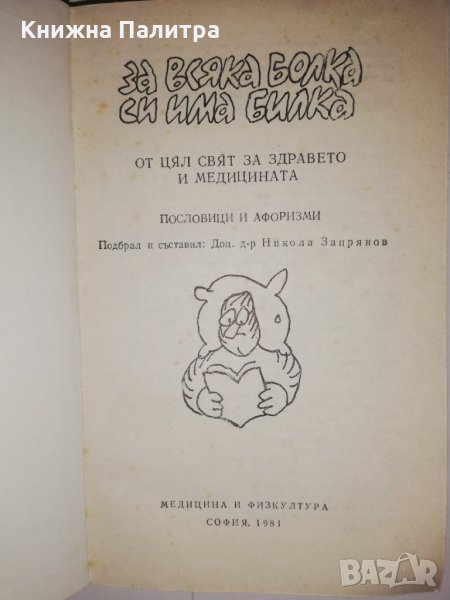 Книжна Палитра
ЗА ВСЯКА БОЛКА
СИ ИМА БИЛКА
ОТ ЦЯЛ СВЯТ ЗА ЗДРАВЕТО
И МЕДИЦИНАТА
ПОСЛОВИЦИ И АФОРИЗМИ
Подбрал и съставил: Доц. д-р Никола Запрянов
МЕДИЦИНА И ФИЗКУЛТУРА
СОФИЯ, 1981
BAZAR